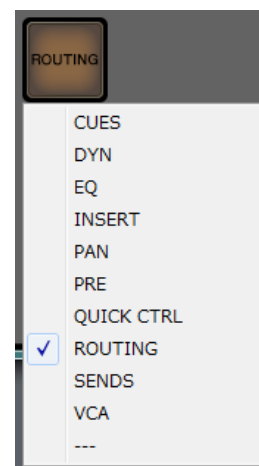 ROUTING
CUES
DYN
EQ
INSERT
PAN
PRE
QUICK CTRL
ROUTING
SENDS
VCA
---